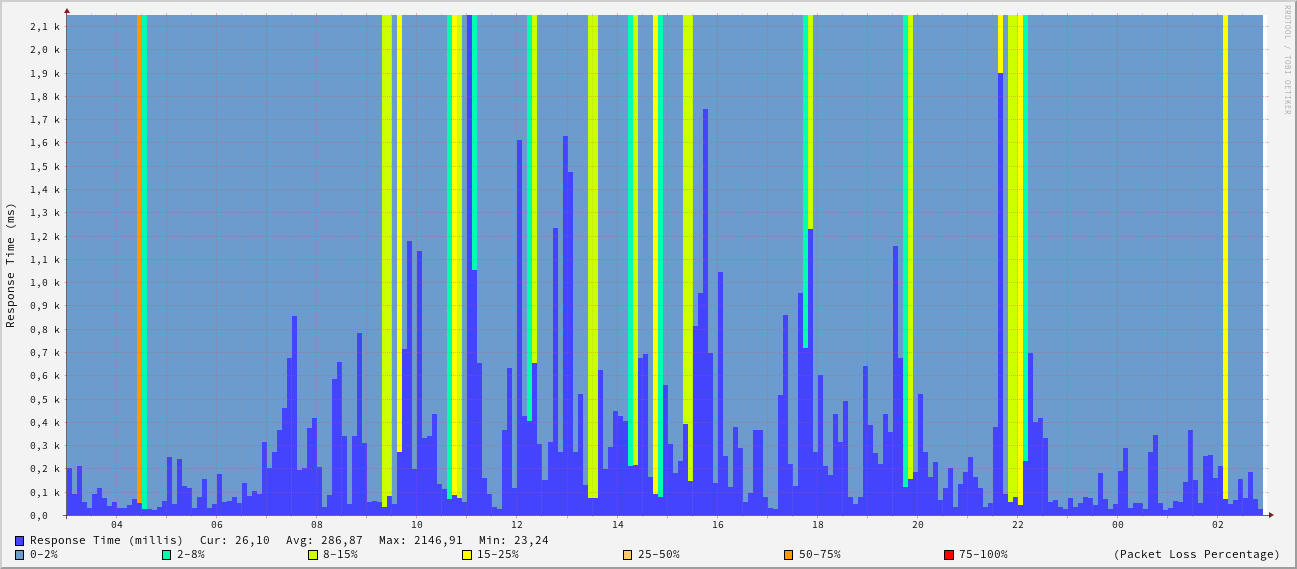 RRDTOOL / TOBI OETIKER
Response Time (ms)
2,1 k
2,0 k
1,9 k
1,8 k
1,7 k
1,6 k
1,5 k
1,4 k
1,3 k
1,2 k
1,1 k
1,0 k
0,9 k
0,8 k
0,7 k
0,6 k
0,5 k
0,4 k
0,3 k
0,2 k
0,1 k
0,0
04 06 08 10 12 14 16 18 20 22 00 02
Response Time (millis) Cur: 26,10 Avg: 286,87 Max: 2146,91 Min: 23,24
0-2% 2-8% 8-15% 15-25% 25-50% 50-75% 75-100% (Packet Loss Percentage)